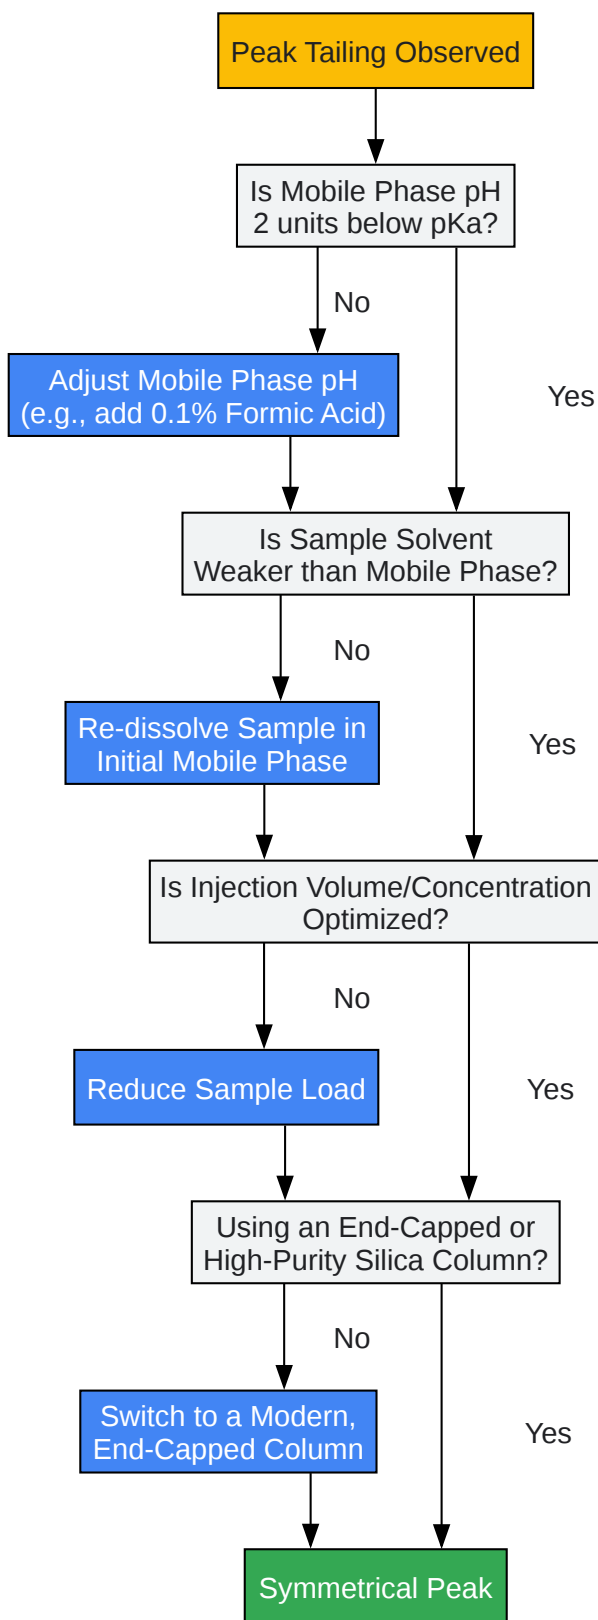 Peak Tailing Observed
Is Mobile Phase pH
2 units below pKa?
No
Adjust Mobile Phase pH
(e.g., add 0.1% Formic Acid)
Yes
Is Sample Solvent
Weaker than Mobile Phase?
No
Re-dissolve Sample in
Initial Mobile Phase
Yes
Is Injection Volume/Concentration
Optimized?
No
Reduce Sample Load
Yes
Using an End-Capped or
High-Purity Silica Column?
No
Switch to a Modern,
End-Capped Column
Yes
Symmetrical Peak